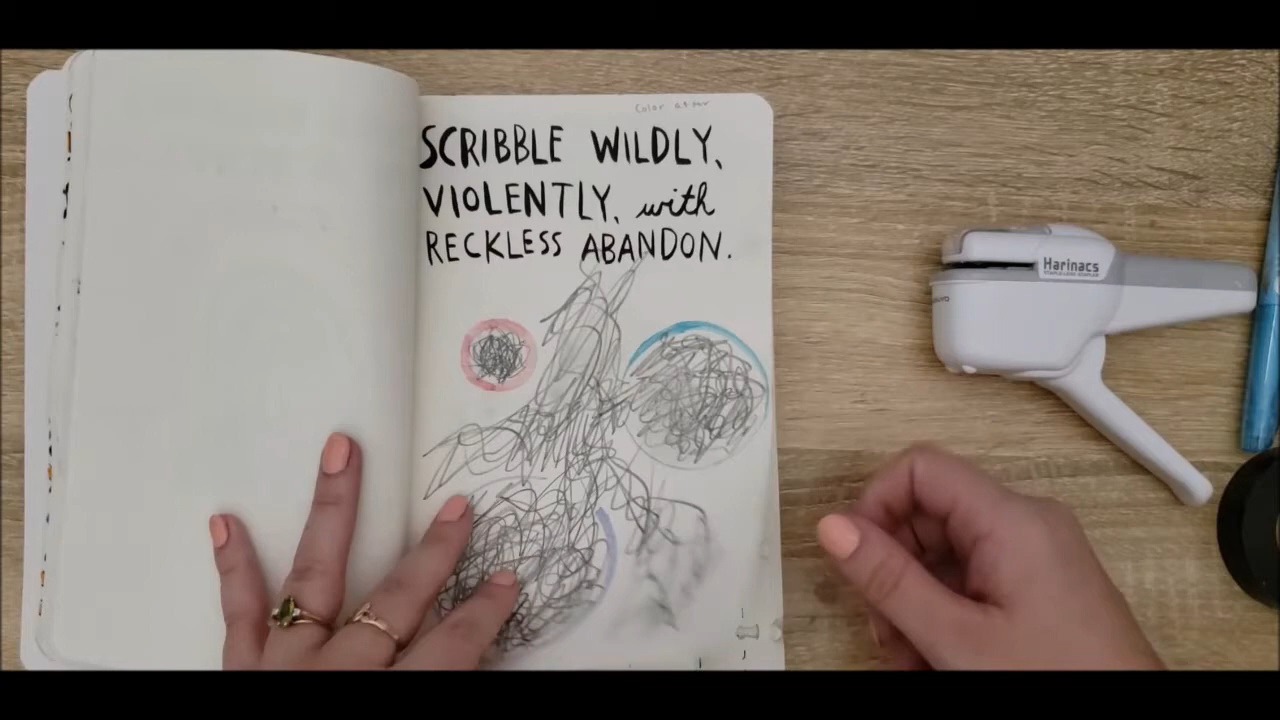 SCRIBBLE WILDLY,
VIOLENTLY, with
RECKLESS ABANDON.
Harinacs